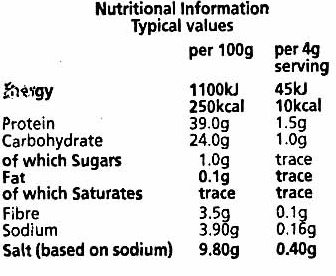 Nutritional Information
Typical values
per 100g per 4g
serving
Energy 1100kJ 45kJ
250kcal 10kcal
Protein 39.0g 1.5g
Carbohydrate 24.0g 1.0g
of which Sugars 1.0g trace
Fat 0.1g trace
of which Saturates trace trace
Fibre 3.5g 0.1g
Sodium 3.90g 0.16g
Salt (based on sodium) 9.80g 0.40g